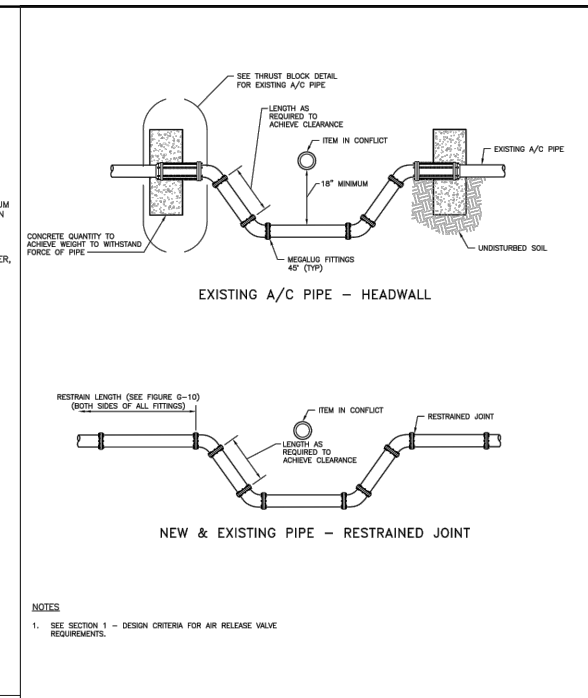 SEE THRUST BLOCK DETAIL
FOR EXISTING A/C PIPE
LENGTH AS
REQUIRED TO
ACHIEVE CLEARANCE
ITEM IN CONFLICT
EXISTING A/C PIPE
18" MINIMUM
UM
N
CONCRETE QUANTITY TO
ACHIEVE WEIGHT TO WITHSTAND
FORCE OF PIPE
ER,
UNDISTURBED SOIL
MEGALUG FITTINGS
45° (TYP)
EXISTING A/C PIPE – HEADWALL
RESTRAIN LENGTH (SEE FIGURE G-10)
(BOTH SIDES OF ALL FITTINGS)
ITEM IN CONFLICT
RESTRAINED JOINT
LENGTH AS
REQUIRED TO
ACHIEVE CLEARANCE
NEW & EXISTING PIPE – RESTRAINED JOINT
NOTES
1. SEE SECTION 1 – DESIGN CRITERIA FOR AIR RELEASE VALVE
REQUIREMENTS.